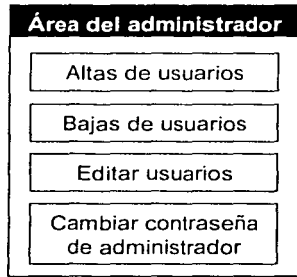 Área del administrador
Altas de usuarios
Bajas de usuarios
Editar usuarios
Cambiar contraseña
de administrador